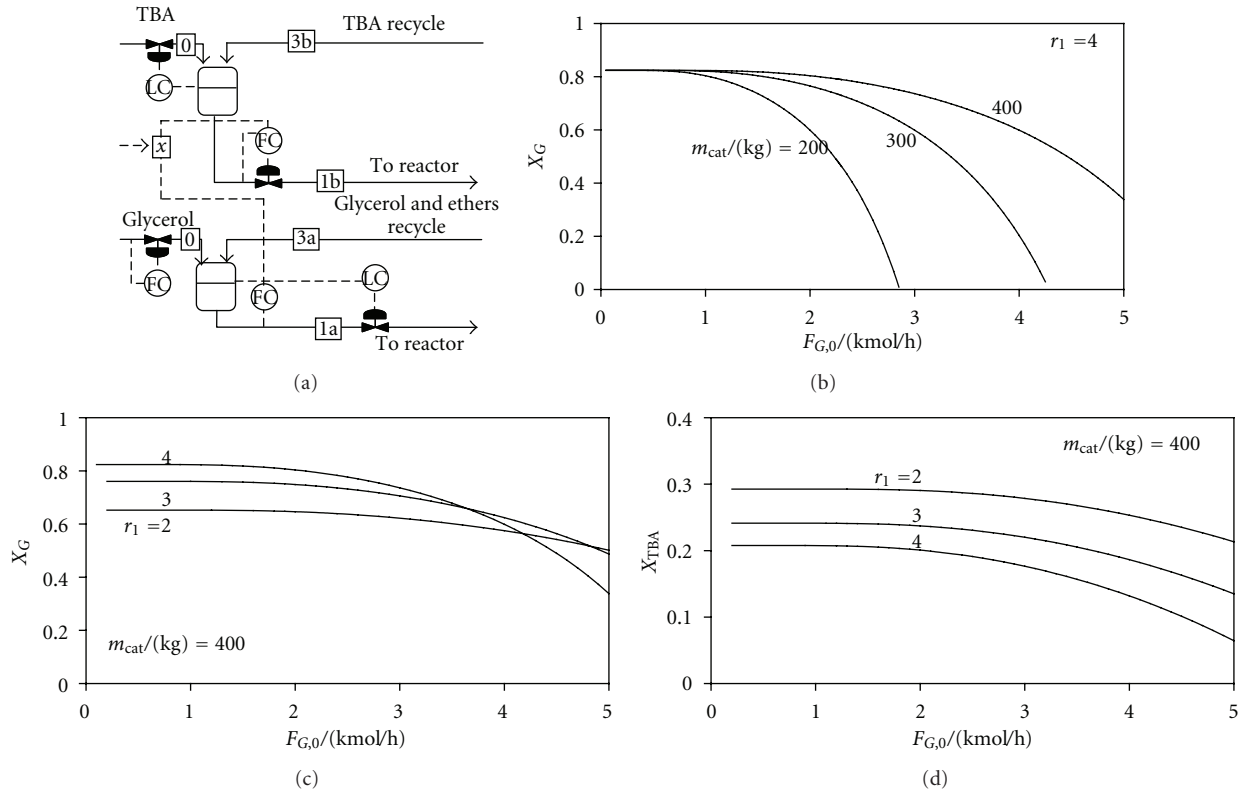 TBA
TBA recycle
0
3b
LC
x
FC
1b
To reactor
Glycerol
Glycerol and ethers
recycle
0
3a
FC
FC
LC
1a
To reactor
(a)
1
0.8
0.6
0.4
0.2
0
X_G
r_1 =4
400
300
m_cat/(kg) = 200
0 1 2 3 4 5
F_G,0/(kmol/h)
(b)
1
0.8
0.6
0.4
0.2
0
X_G
4
3
r_1 =2
m_cat/(kg) = 400
0 1 2 3 4 5
F_G,0/(kmol/h)
(c)
0.4
0.3
0.2
0.1
0
X_TBA
m_cat/(kg) = 400
r_1 =2
3
4
0 1 2 3 4 5
F_G,0/(kmol/h)
(d)